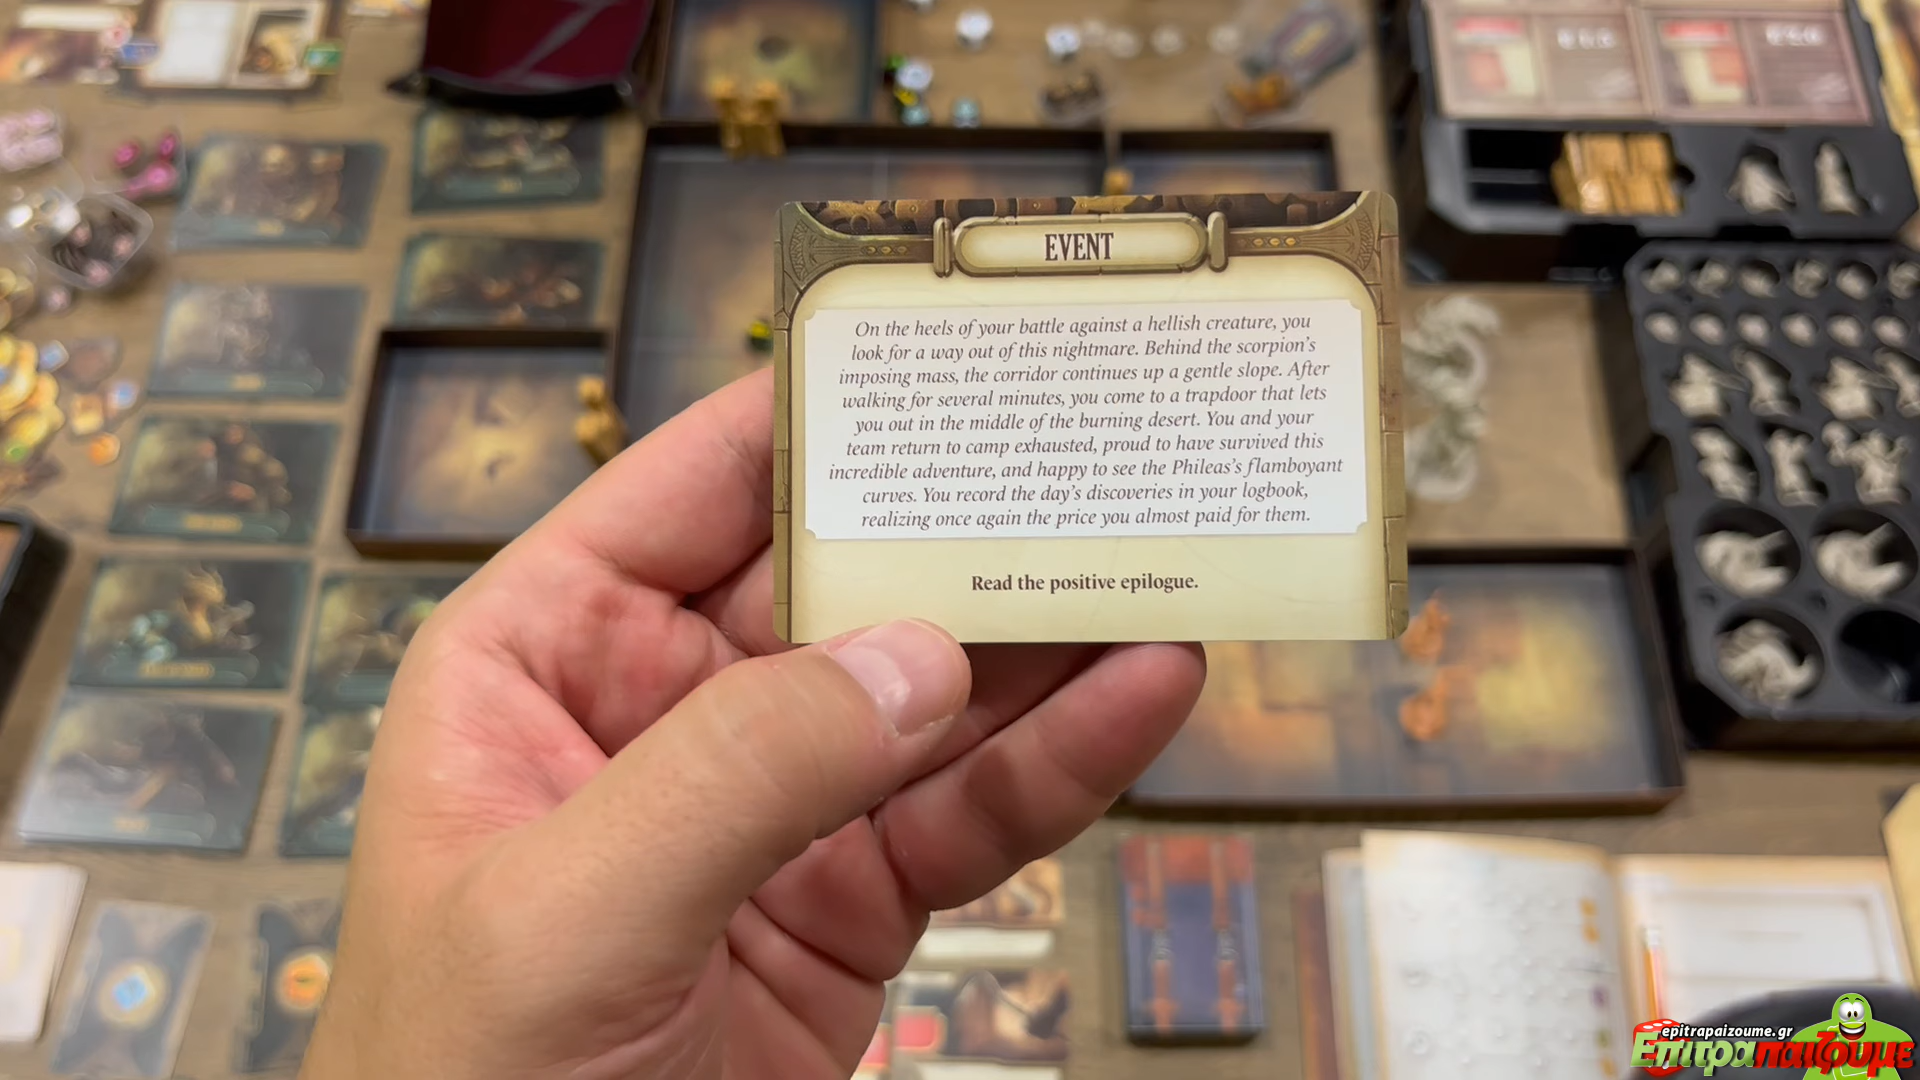 EVENT
On the heels of your battle against a hellish creature, you
look for a way out of this nightmare. Behind the scorpion's
imposing mass, the corridor continues up a gentle slope. After
walking for several minutes, you come to a trapdoor that lets
you out in the middle of the burning desert. You and your
team return to camp exhausted, proud to have survived this
incredible adventure, and happy to see the Phileas's flamboyant
curves. You record the day's discoveries in your logbook,
realizing once again the price you almost paid for them.
Read the positive epilogue.
epitrapaizoume.gr
Επιτραπαίζουμε